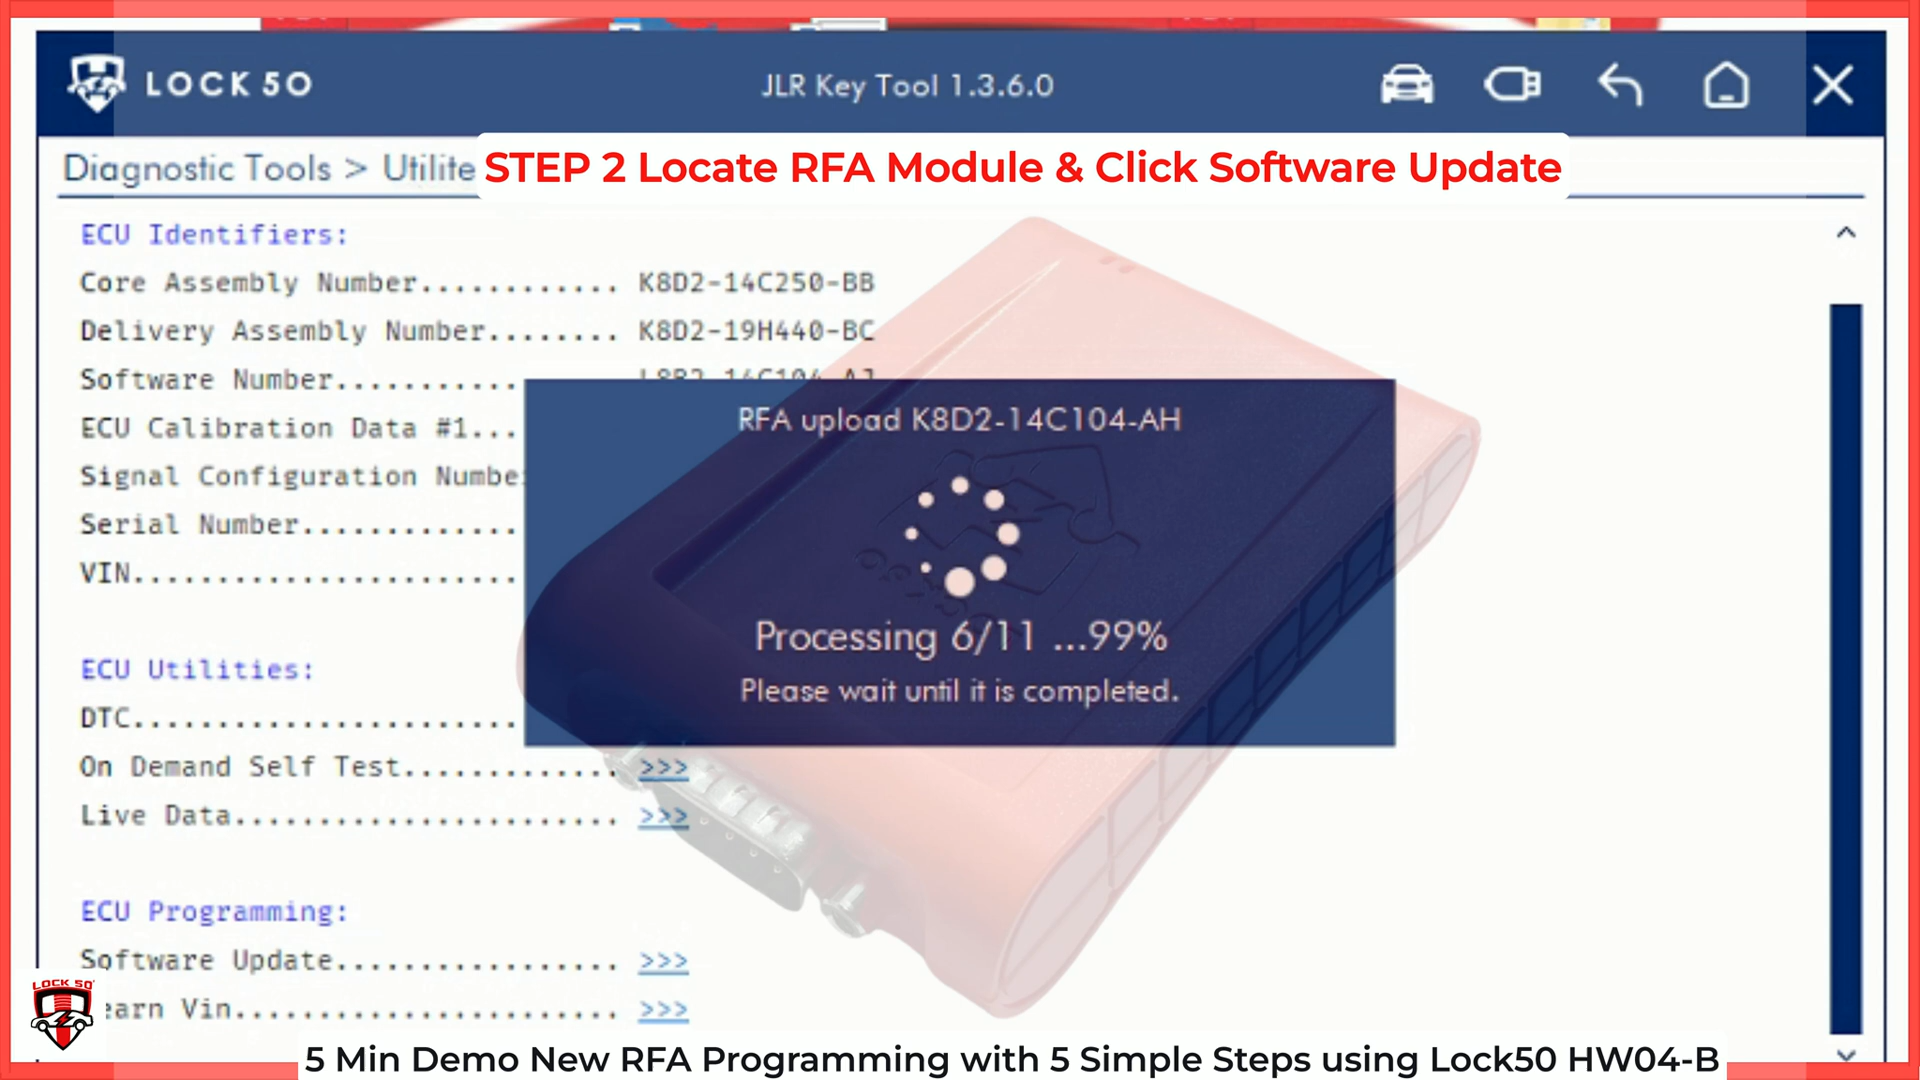 LOCK 50
JLR Key Tool 1.3.6.0
Diagnostic Tools > Utilite
STEP 2 Locate RFA Module & Click Software Update
ECU Identifiers:
Core Assembly Number............ K8D2-14C250-BB
Delivery Assembly Number........ K8D2-19H440-BC
Software Number...........
ECU Calibration Data #1...
Signal Configuration Number
Serial Number.............
VIN.......................
RFA upload K8D2-14C104-AH
Processing 6/11 ...99%
Please wait until it is completed.
ECU Utilities:
DTC.......................
On Demand Self Test............. >>>
Live Data....................... >>>
ECU Programming:
Software Update................. >>>
earn Vin....................... >>>
LOCK 50
5 Min Demo New RFA Programming with 5 Simple Steps using Lock50 HW04-B